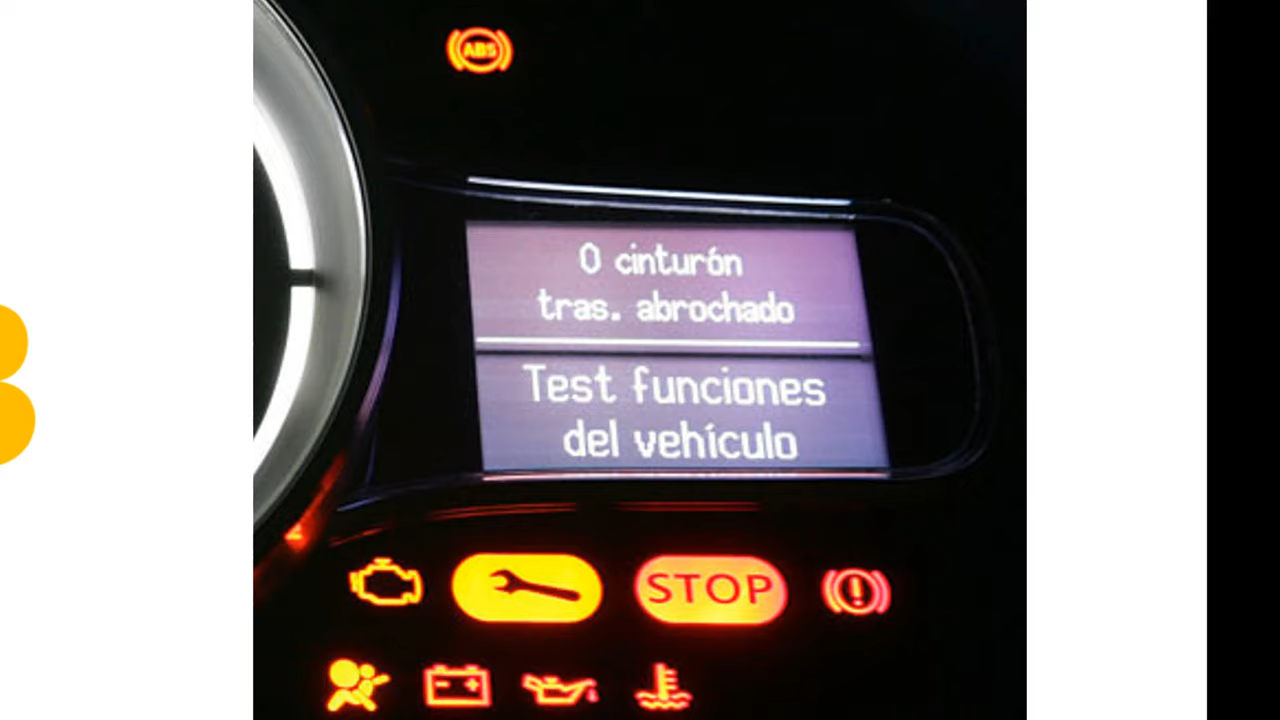 ABS
0 cinturón
tras. abrochado
Test funciones
del vehículo
STOP